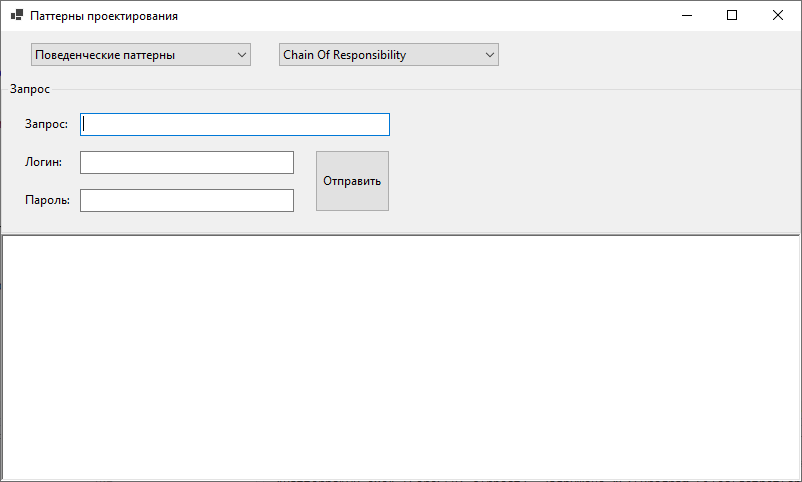 Паттерны проектирования
Поведенческие паттерны
Chain Of Responsibility
Запрос
Запрос:
Логин:
Отправить
Пароль: